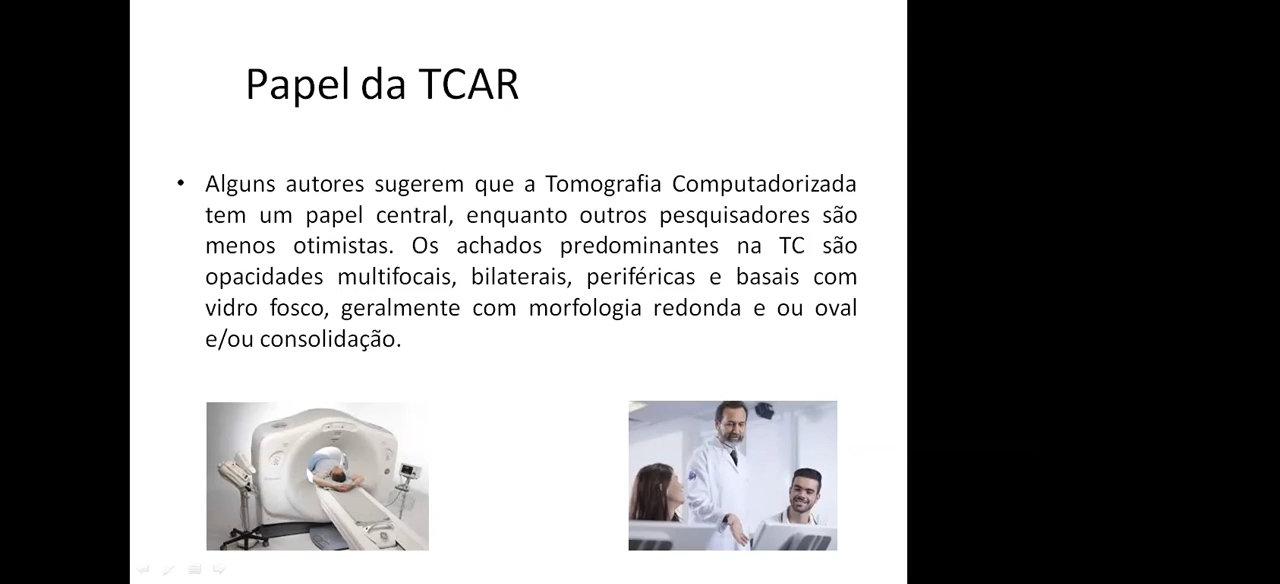 Papel da TCAR
• Alguns autores sugerem que a Tomografia Computadorizada
tem um papel central, enquanto outros pesquisadores são
menos otimistas. Os achados predominantes na TC são
opacidades multifocais, bilaterais, periféricas e basais com
vidro fosco, geralmente com morfologia redonda e ou oval
e/ou consolidação.